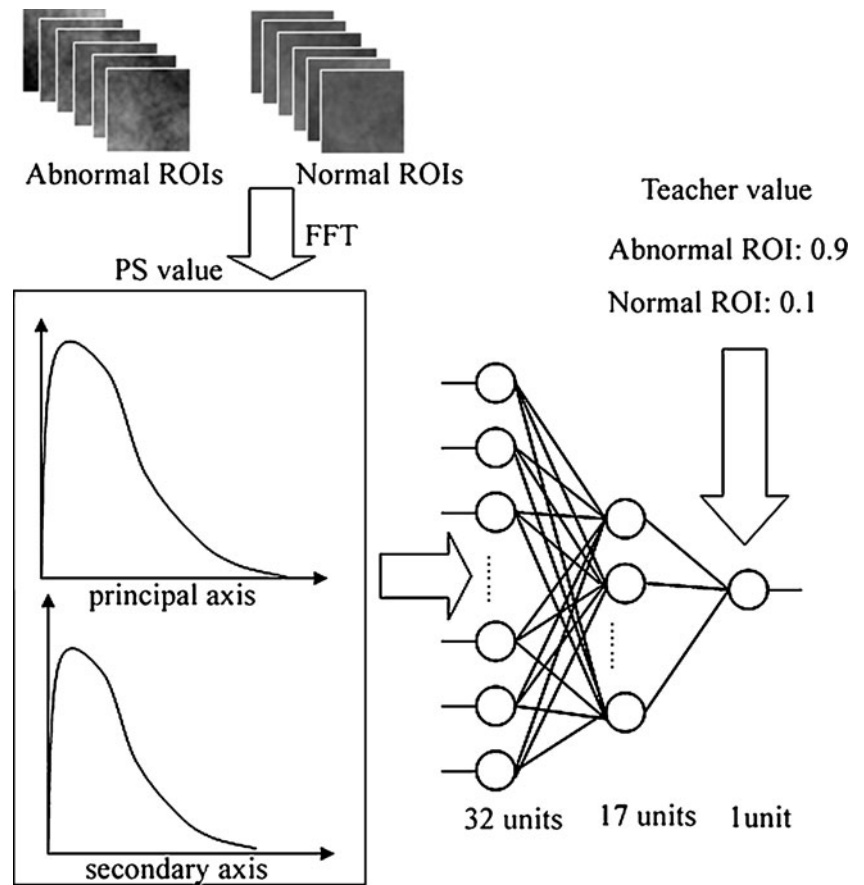 Abnormal ROIs
Normal ROIs
FFT
PS value
Teacher value
Abnormal ROI: 0.9
Normal ROI: 0.1
principal axis
secondary axis
32 units
17 units
1unit